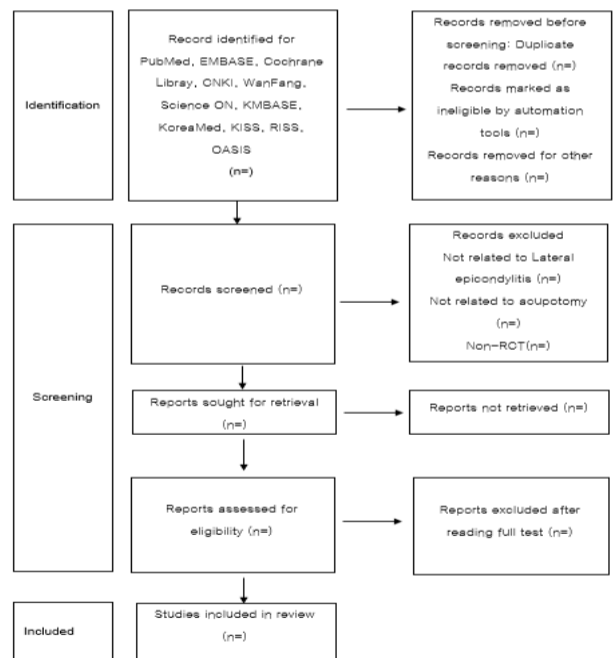 Identification
Record identified for
PubMed, EMBASE, Cochrane
Libray, CNKI, WanFang,
Science ON, KMBASE,
KoreaMed, KISS, RISS,
OASIS
(n=)
Records removed before
screening: Duplicate
records removed (n=)
Records marked as
ineligible by automation
tools (n=)
Records removed for other
reasons (n=)
Screening
Records screened (n=)
Records excluded
Not related to Lateral
epicondylitis (n=)
Not related to acupotomy
(n=)
Non-RCT(n=)
Reports sought for retrieval
(n=)
Reports not retrieved (n=)
Reports assessed for
eligibility (n=)
Reports excluded after
reading full test (n=)
Included
Studies included in review
(n=)